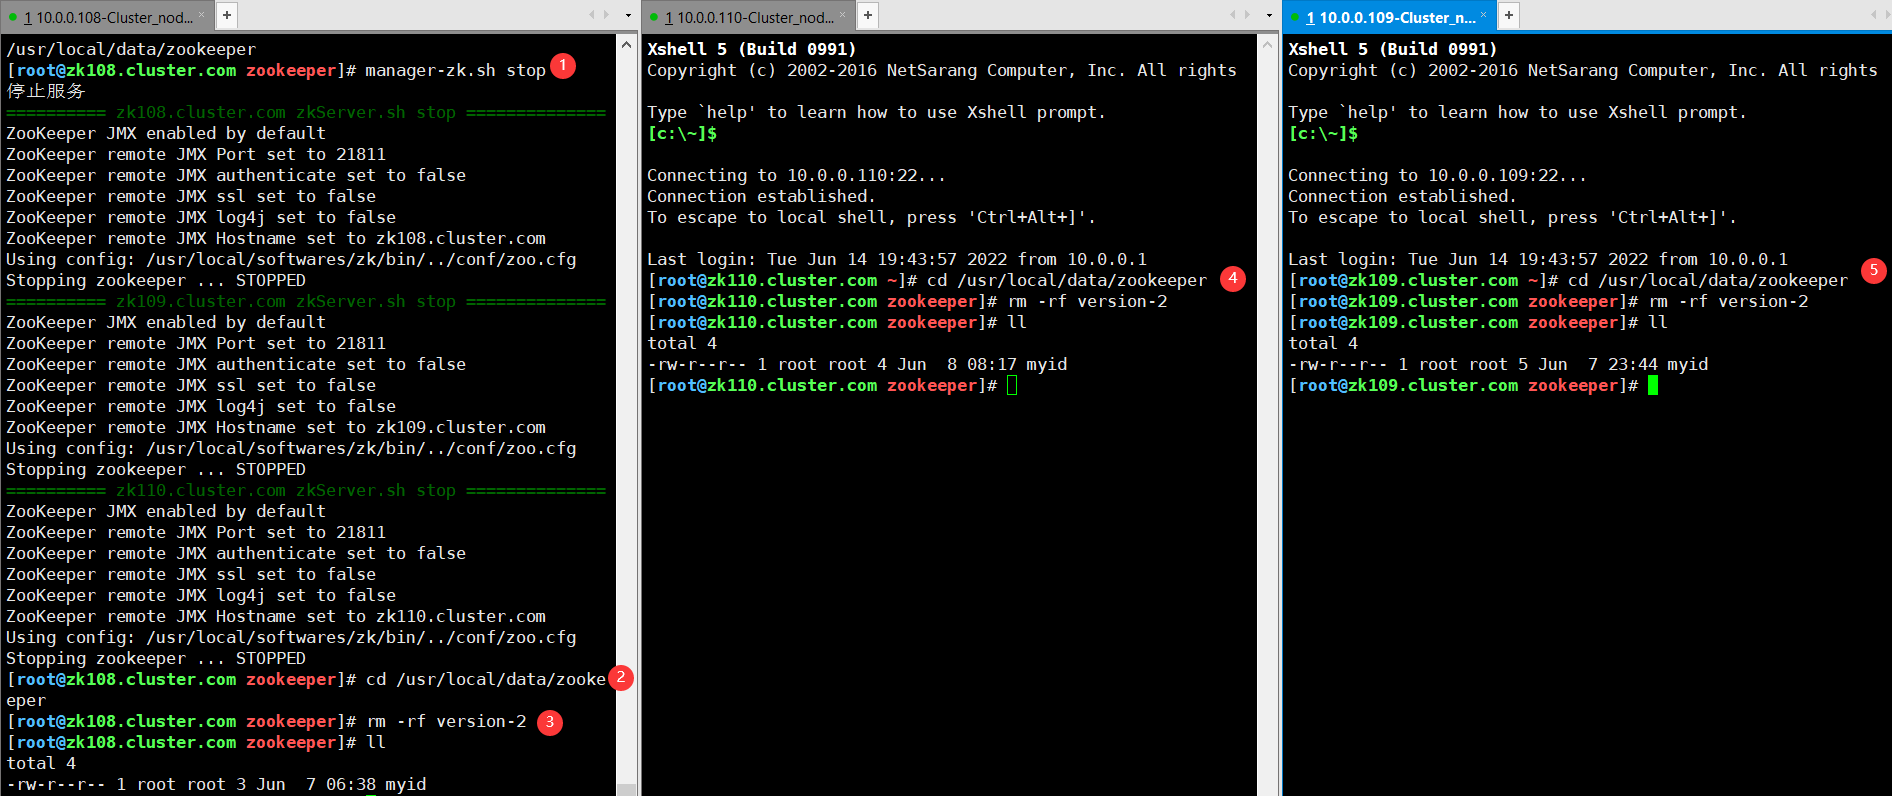 1 10.0.0.108-Cluster_nod...
/usr/local/data/zookeeper
[root@zk108.cluster.com zookeeper]# manager-zk.sh stop
1
停止服务
========== zk108.cluster.com zkServer.sh stop ==============
ZooKeeper JMX enabled by default
ZooKeeper remote JMX Port set to 21811
ZooKeeper remote JMX authenticate set to false
ZooKeeper remote JMX ssl set to false
ZooKeeper remote JMX log4j set to false
ZooKeeper remote JMX Hostname set to zk108.cluster.com
Using config: /usr/local/softwares/zk/bin/../conf/zoo.cfg
Stopping zookeeper ... STOPPED
========== zk109.cluster.com zkServer.sh stop ==============
ZooKeeper JMX enabled by default
ZooKeeper remote JMX Port set to 21811
ZooKeeper remote JMX authenticate set to false
ZooKeeper remote JMX ssl set to false
ZooKeeper remote JMX log4j set to false
ZooKeeper remote JMX Hostname set to zk109.cluster.com
Using config: /usr/local/softwares/zk/bin/../conf/zoo.cfg
Stopping zookeeper ... STOPPED
========== zk110.cluster.com zkServer.sh stop ==============
ZooKeeper JMX enabled by default
ZooKeeper remote JMX Port set to 21811
ZooKeeper remote JMX authenticate set to false
ZooKeeper remote JMX ssl set to false
ZooKeeper remote JMX log4j set to false
ZooKeeper remote JMX Hostname set to zk110.cluster.com
Using config: /usr/local/softwares/zk/bin/../conf/zoo.cfg
Stopping zookeeper ... STOPPED
[root@zk108.cluster.com zookeeper]# cd /usr/local/data/zooke
2
eper
[root@zk108.cluster.com zookeeper]# rm -rf version-2
3
[root@zk108.cluster.com zookeeper]# ll
total 4
-rw-r--r-- 1 root root 3 Jun  7 06:38 myid
1 10.0.0.110-Cluster_nod...
Xshell 5 (Build 0991)
Copyright (c) 2002-2016 NetSarang Computer, Inc. All rights
Type `help' to learn how to use Xshell prompt.
[c:\~]$
Connecting to 10.0.0.110:22...
Connection established.
To escape to local shell, press 'Ctrl+Alt+]'.
Last login: Tue Jun 14 19:43:57 2022 from 10.0.0.1
[root@zk110.cluster.com ~]# cd /usr/local/data/zookeeper
4
[root@zk110.cluster.com zookeeper]# rm -rf version-2
[root@zk110.cluster.com zookeeper]# ll
total 4
-rw-r--r-- 1 root root 4 Jun  8 08:17 myid
[root@zk110.cluster.com zookeeper]#
1 10.0.0.109-Cluster_n...
Xshell 5 (Build 0991)
Copyright (c) 2002-2016 NetSarang Computer, Inc. All rights
Type `help' to learn how to use Xshell prompt.
[c:\~]$
Connecting to 10.0.0.109:22...
Connection established.
To escape to local shell, press 'Ctrl+Alt+]'.
Last login: Tue Jun 14 19:43:57 2022 from 10.0.0.1
[root@zk109.cluster.com ~]# cd /usr/local/data/zookeeper
5
[root@zk109.cluster.com zookeeper]# rm -rf version-2
[root@zk109.cluster.com zookeeper]# ll
total 4
-rw-r--r-- 1 root root 5 Jun  7 23:44 myid
[root@zk109.cluster.com zookeeper]#